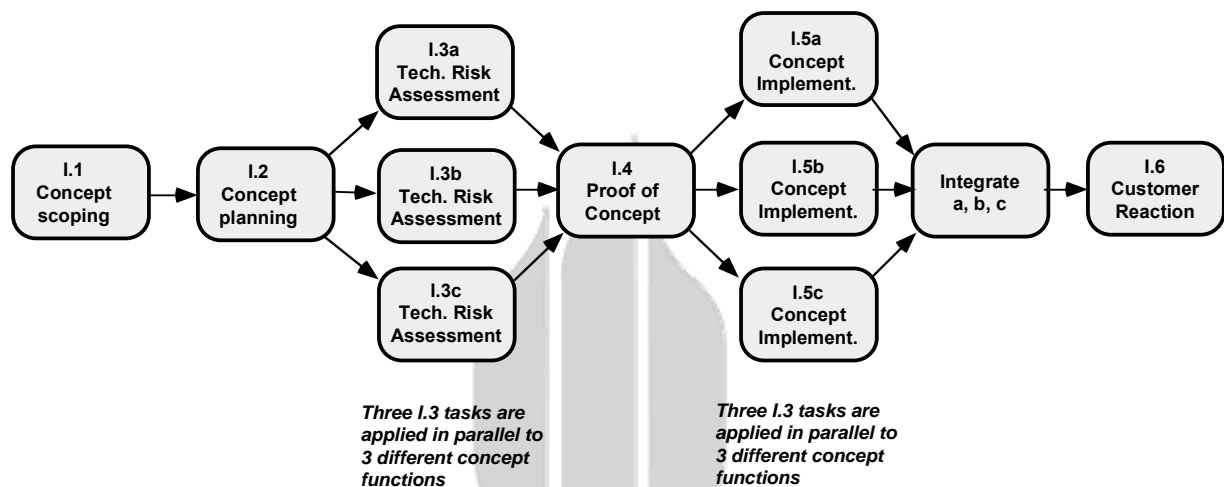 I.1
Concept
scoping
I.2
Concept
planning
I.3a
Tech. Risk
Assessment
I.3b
Tech. Risk
Assessment
I.3c
Tech. Risk
Assessment
I.4
Proof of
Concept
I.5a
Concept
Implement.
I.5b
Concept
Implement.
I.5c
Concept
Implement.
Integrate
a, b, c
I.6
Customer
Reaction
Three I.3 tasks are
applied in parallel to
3 different concept
functions
Three I.3 tasks are
applied in parallel to
3 different concept
functions